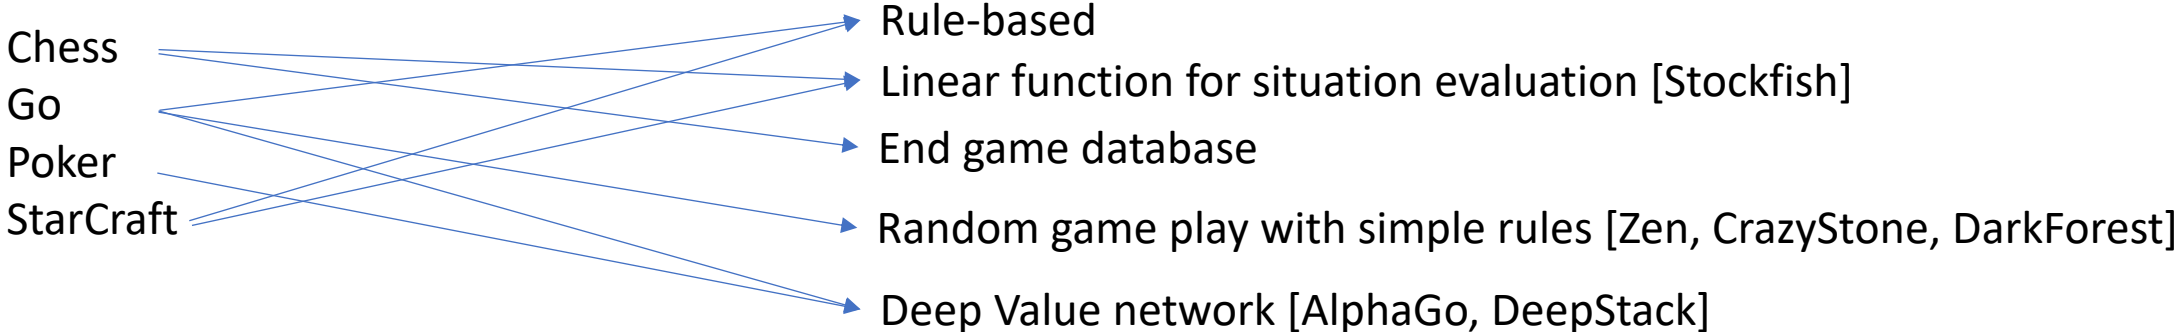 Chess
Go
Poker
StarCraft
Rule-based
Linear function for situation evaluation [Stockfish]
End game database
Random game play with simple rules [Zen, CrazyStone, DarkForest]
Deep Value network [AlphaGo, DeepStack]